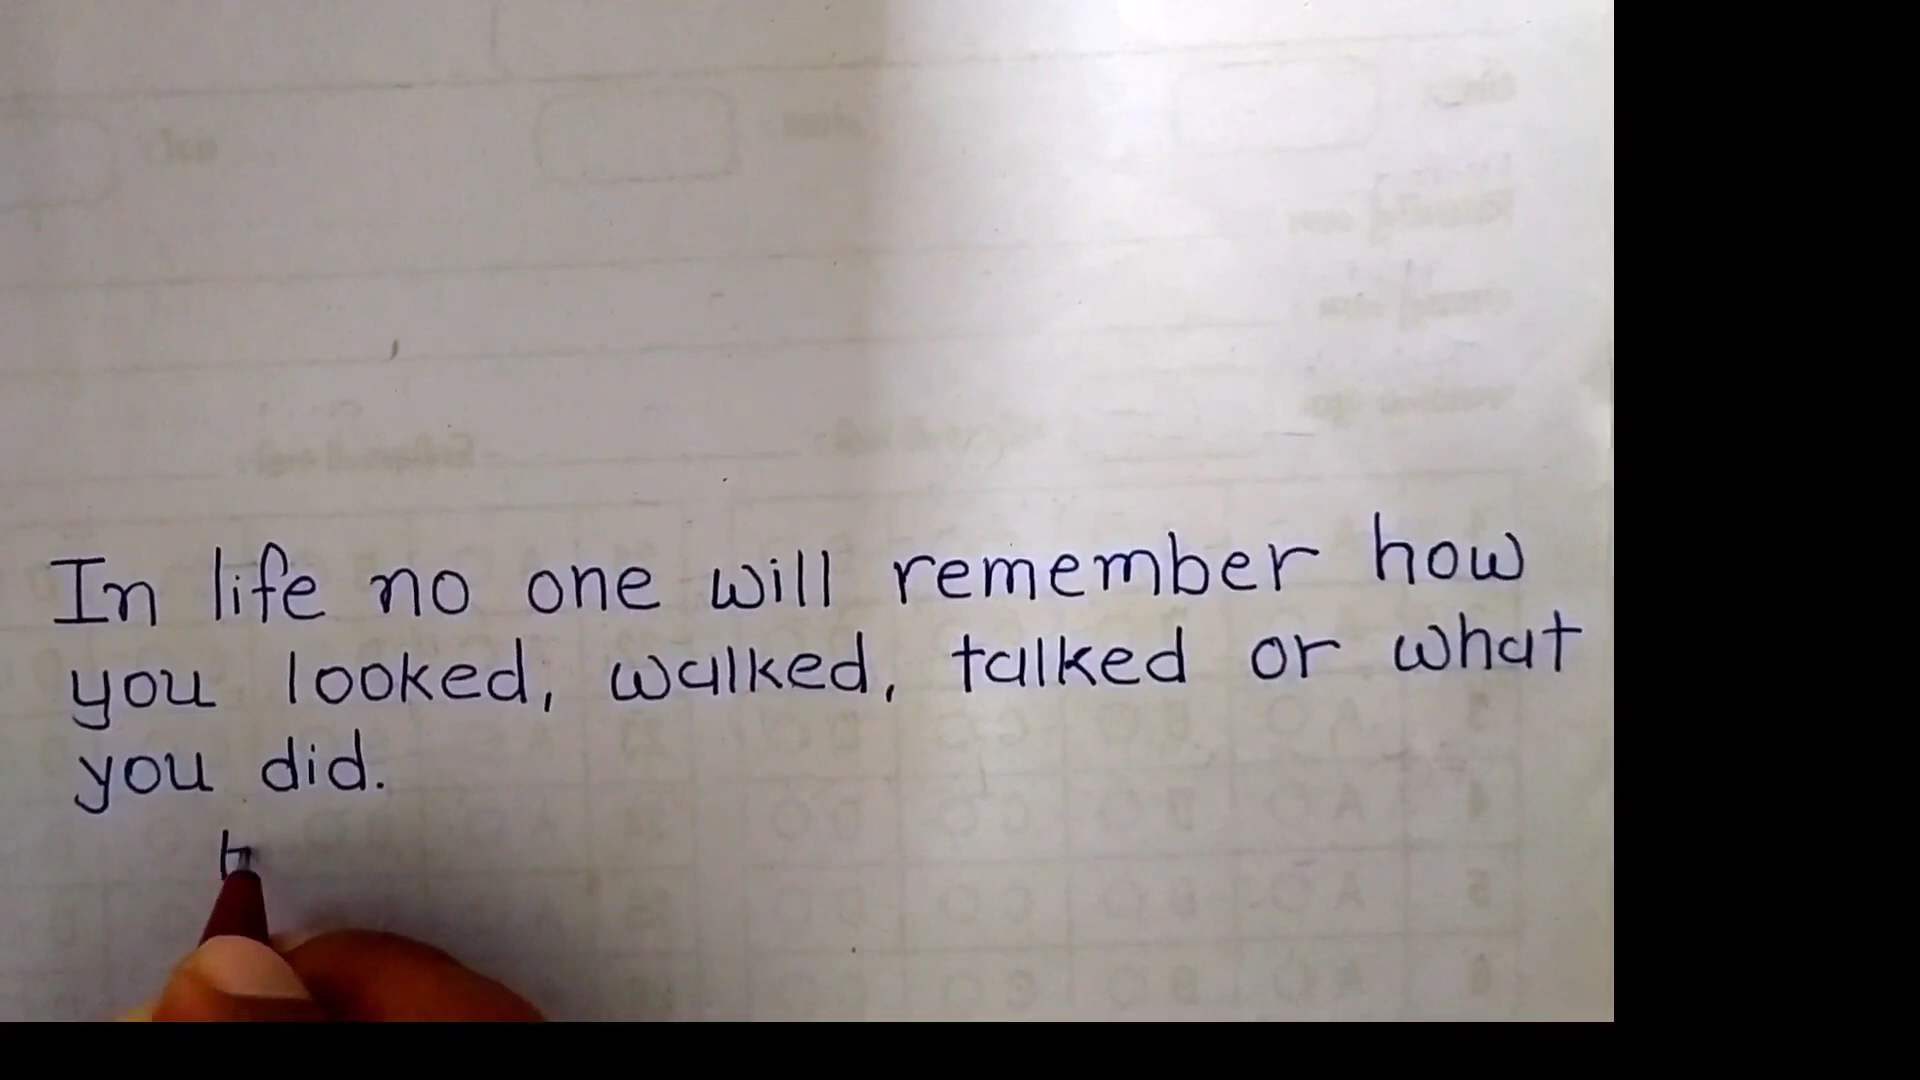 In life no one will remember how
you looked, walked, talked or what
you did.